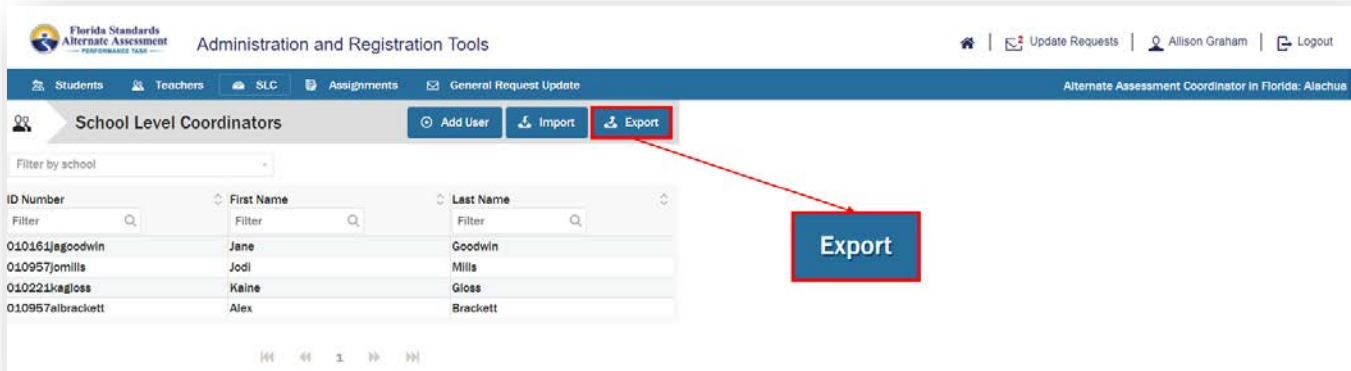 Florida Standards
Alternate Assessment
PERFORMANCE TASK
Administration and Registration Tools
2 Update Requests
Allison Graham
Logout
Students
Teachers
SLC
Assignments
General Request Update
Alternate Assessment Coordinator in Florida: Alachua
School Level Coordinators
Add User
Import
Export
Filter by school
ID Number First Name Last Name
Filter Filter Filter
010161jagoodwin Jane Goodwin
010957jomills Jodi Mills
010221kagloss Kaine Gloss
010957albrackett Alex Brackett
Export
1